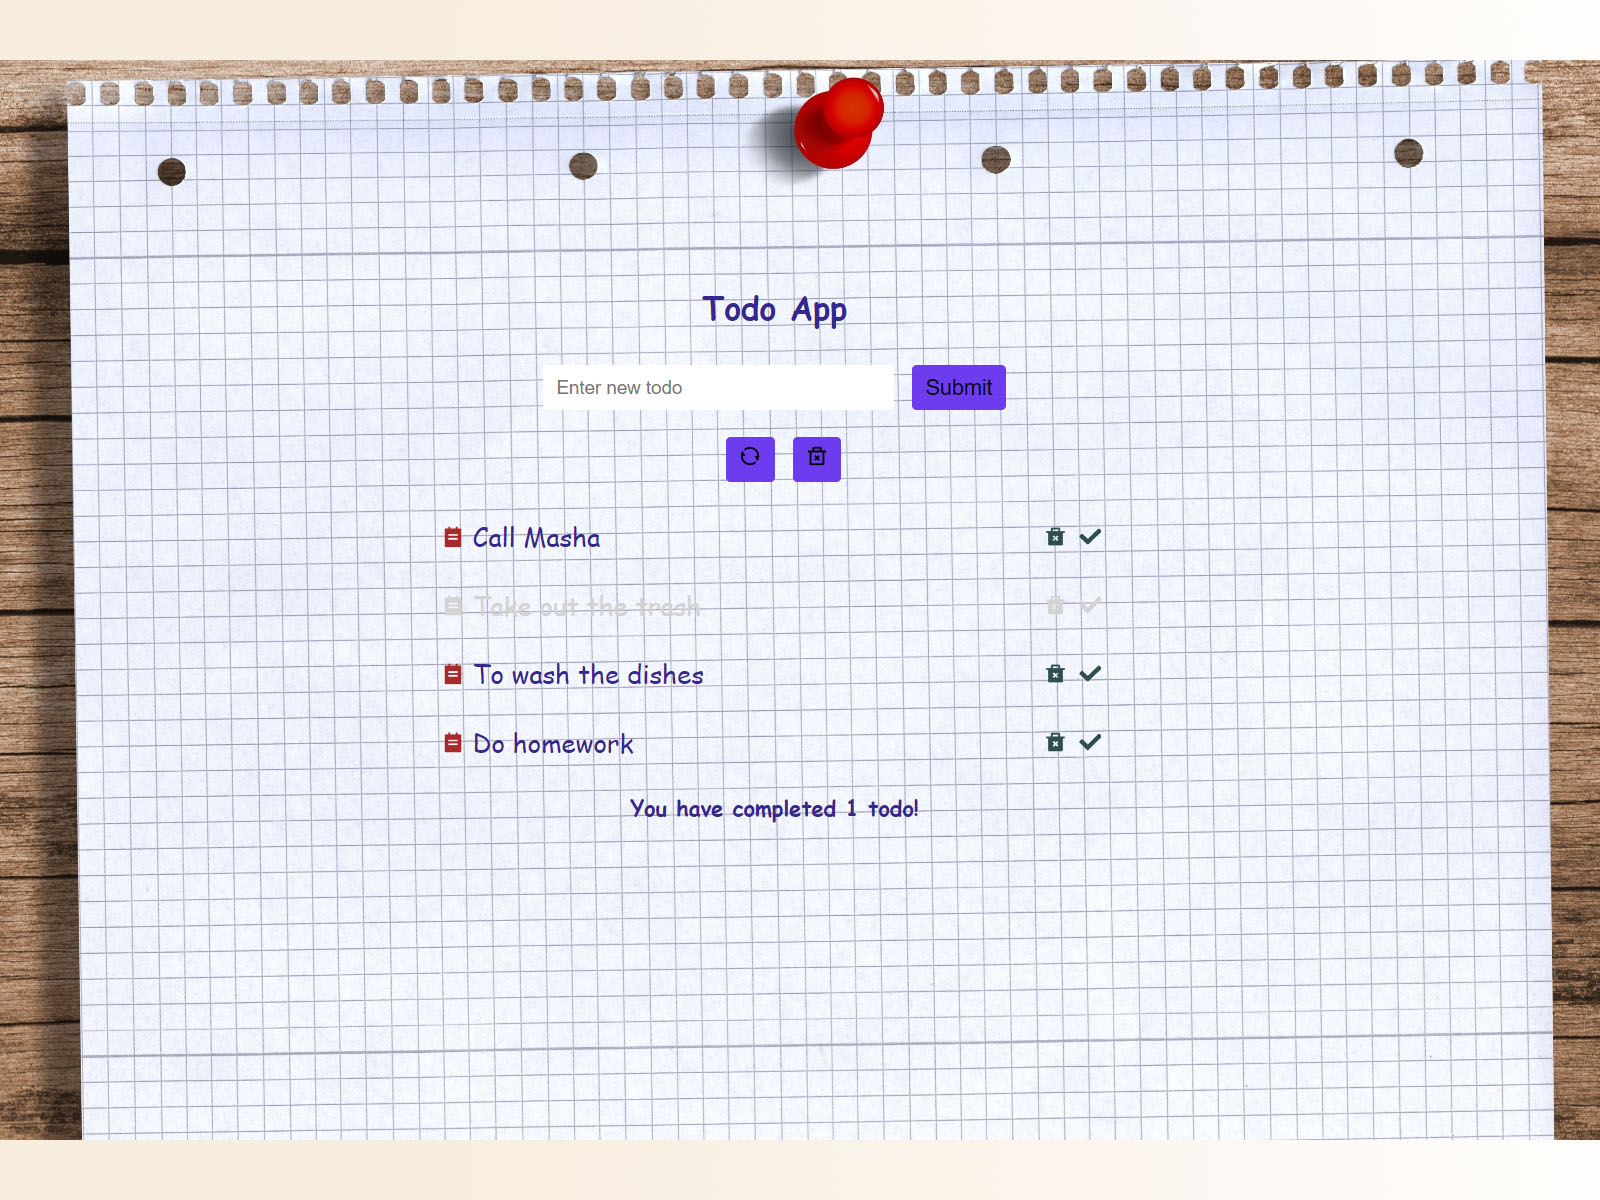 Todo App
Enter new todo
Submit
Call Masha
Take out the trash
To wash the dishes
Do homework
You have completed 1 todo!